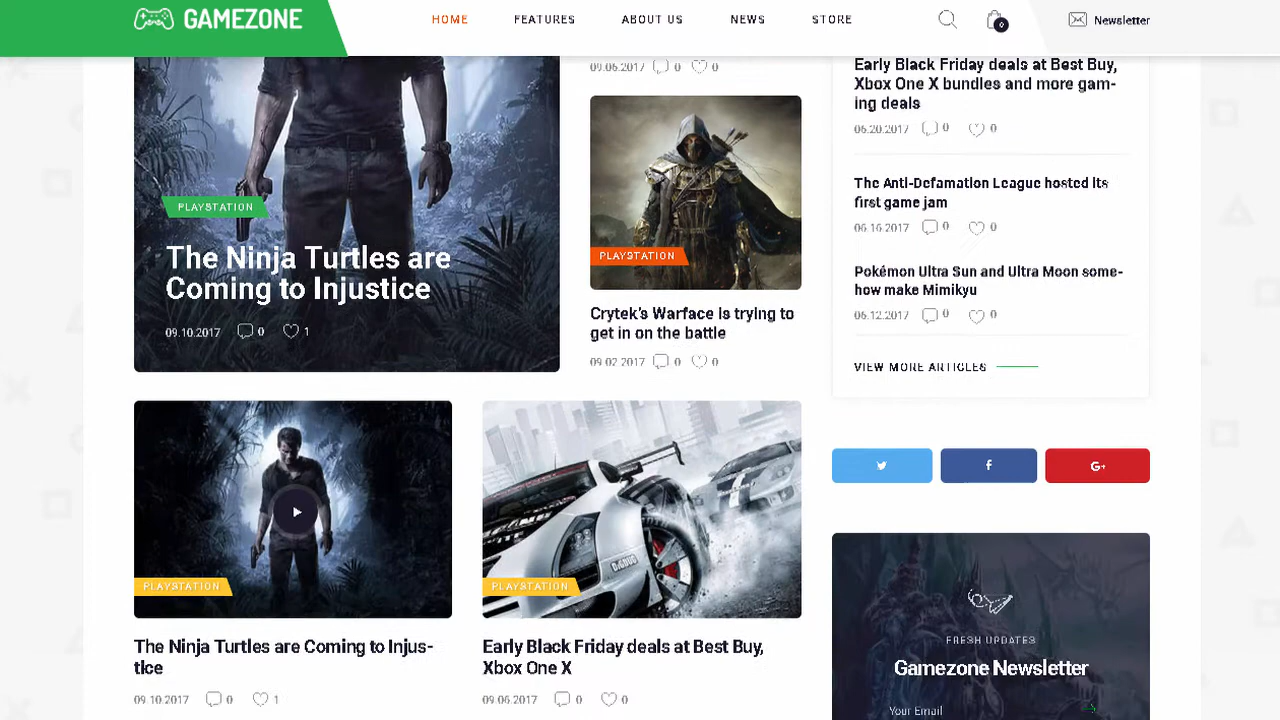 GAMEZONE
HOME
FEATURES
ABOUT US
NEWS
STORE
0
Newsletter
PLAYSTATION
The Ninja Turtles are
Coming to Injustice
09.10.2017 0 1
09.06.2017 0 0
PLAYSTATION
Crytek's Warface is trying to
get in on the battle
09.02.2017 0 0
PLAYSTATION
The Ninja Turtles are Coming to Injus-
tice
09.10.2017 0 1
PLAYSTATION
Early Black Friday deals at Best Buy,
Xbox One X
09.06.2017 0 0
Early Black Friday deals at Best Buy,
Xbox One X bundles and more gam-
ing deals
06.20.2017 0 0
The Anti-Defamation League hosted its
first game jam
06.16.2017 0 0
Pokémon Ultra Sun and Ultra Moon some-
how make Mimikyu
06.12.2017 0 0
VIEW MORE ARTICLES
f
G+
FRESH UPDATES
Gamezone Newsletter
Your Email